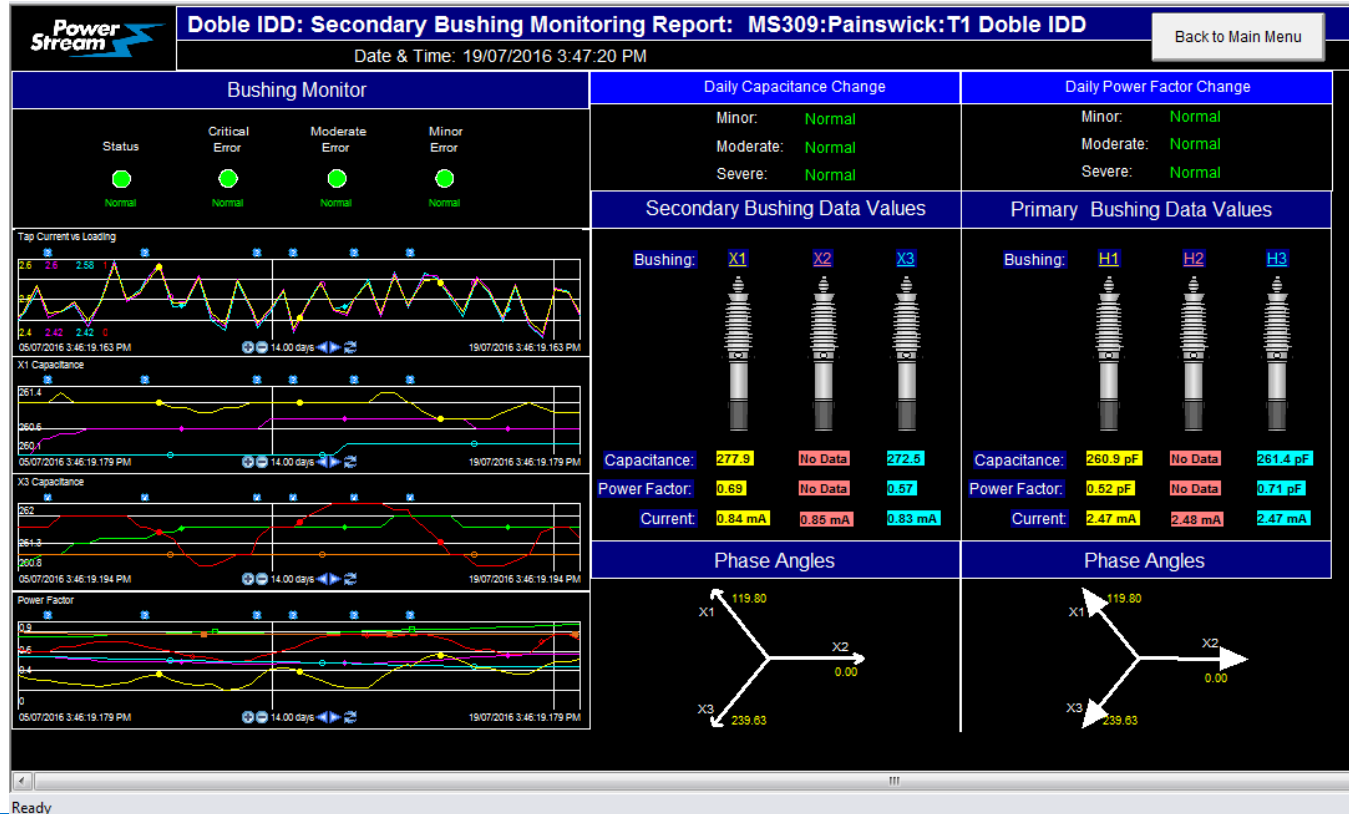 Power
Stream
Doble IDD: Secondary Bushing Monitoring Report: MS309:Painswick:T1 Doble IDD
Back to Main Menu
Date & Time: 19/07/2016 3:47:20 PM
Bushing Monitor
Status
Critical Error
Moderate Error
Minor Error
Normal
Normal
Normal
Normal
Tap Current vs Loading
2.6 2.6 2.58 1
2.4 2.42 2.42 0
05/07/2016 3:46:19.163 PM
14.00 days
19/07/2016 3:46:19.163 PM
X1 Capacitance
261.4
260.6
260.1
05/07/2016 3:46:19.179 PM
14.00 days
19/07/2016 3:46:19.179 PM
X3 Capacitance
262
261.3
260.8
05/07/2016 3:46:19.194 PM
14.00 days
19/07/2016 3:46:19.194 PM
Power Factor
0.9
0.6
0.4
0
05/07/2016 3:46:19.179 PM
14.00 days
19/07/2016 3:46:19.179 PM
Daily Capacitance Change
Minor: Normal
Moderate: Normal
Severe: Normal
Daily Power Factor Change
Minor: Normal
Moderate: Normal
Severe: Normal
Secondary Bushing Data Values
Bushing: X1 X2 X3
Capacitance: 277.9 No Data 272.5
Power Factor: 0.69 No Data 0.57
Current: 0.84 mA 0.85 mA 0.83 mA
Primary Bushing Data Values
Bushing: H1 H2 H3
Capacitance: 260.9 pF No Data 261.4 pF
Power Factor: 0.52 pF No Data 0.71 pF
Current: 2.47 mA 2.48 mA 2.47 mA
Phase Angles
119.80
X1
X2
0.00
X3
239.63
Phase Angles
119.80
X1
X2
0.00
X3
239.63
Ready